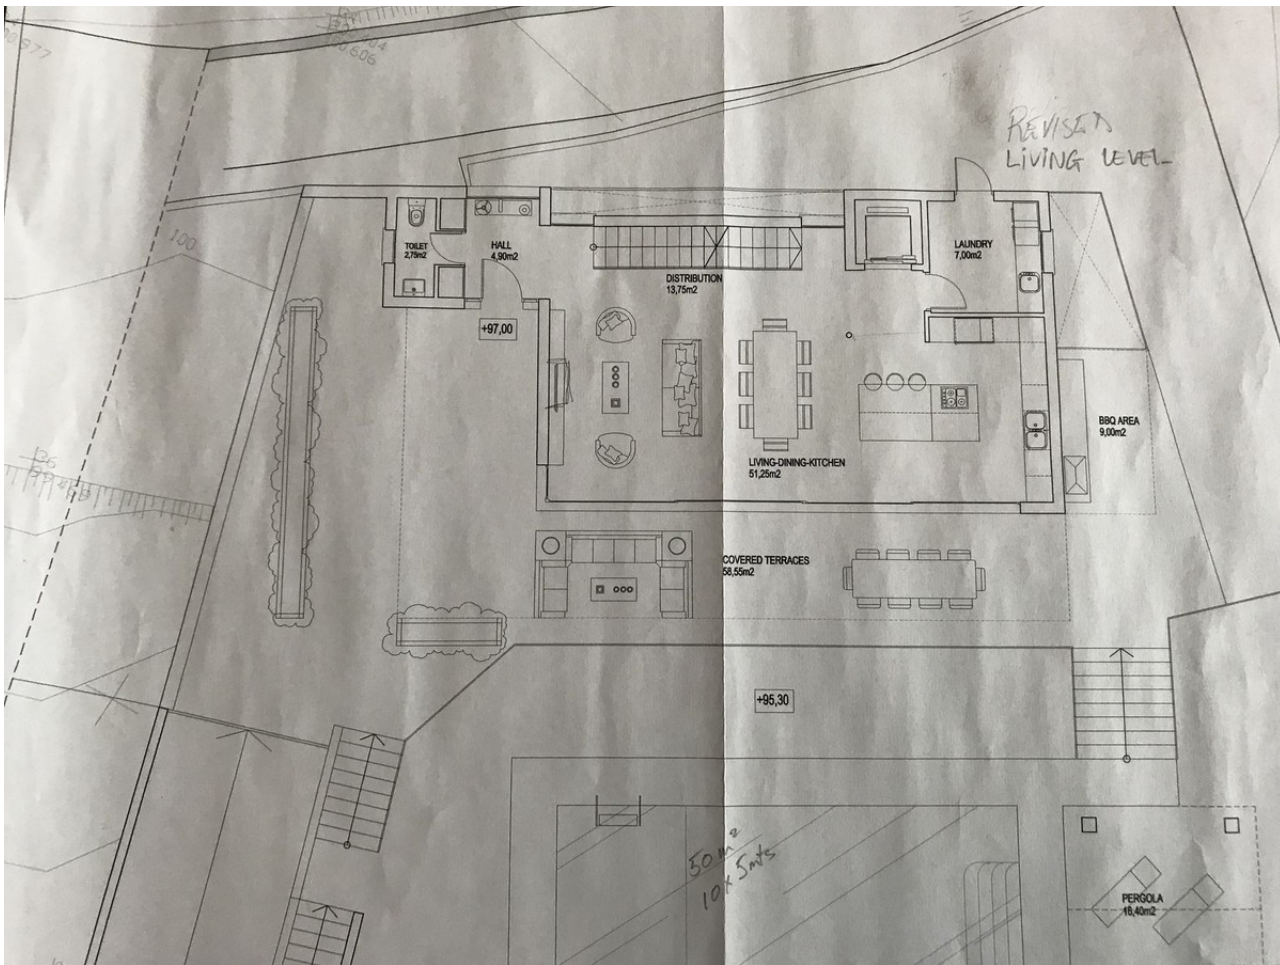 100.606
REVISED
LIVING LEVEL
TOILET
2,75m2
HALL
4,90m2
LAUNDRY
7,00m2
100
DISTRIBUTION
13,75m2
+97,00
BBQ AREA
9,00m2
LIVING-DINING-KITCHEN
51,25m2
COVERED TERRACES
58,55m2
+95,30
50 m²
10 x 5 mts
PERGOLA
16,40m2